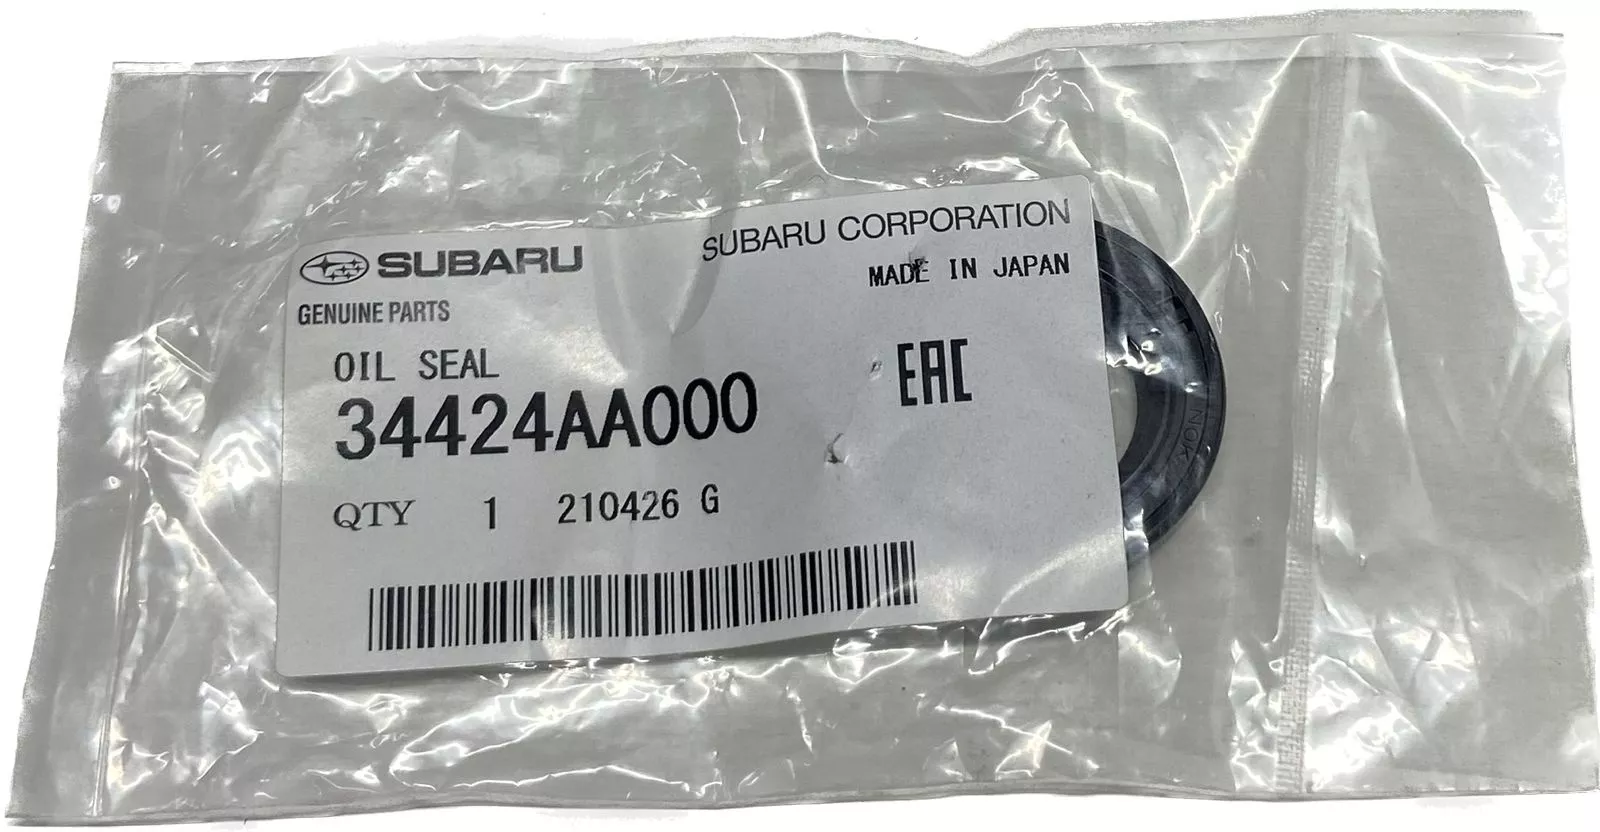 SUBARU
SUBARU CORPORATION
GENUINE PARTS
MADE IN JAPAN
OIL SEAL
34424AA000
EAC
QTY 1 210426 G
NOK